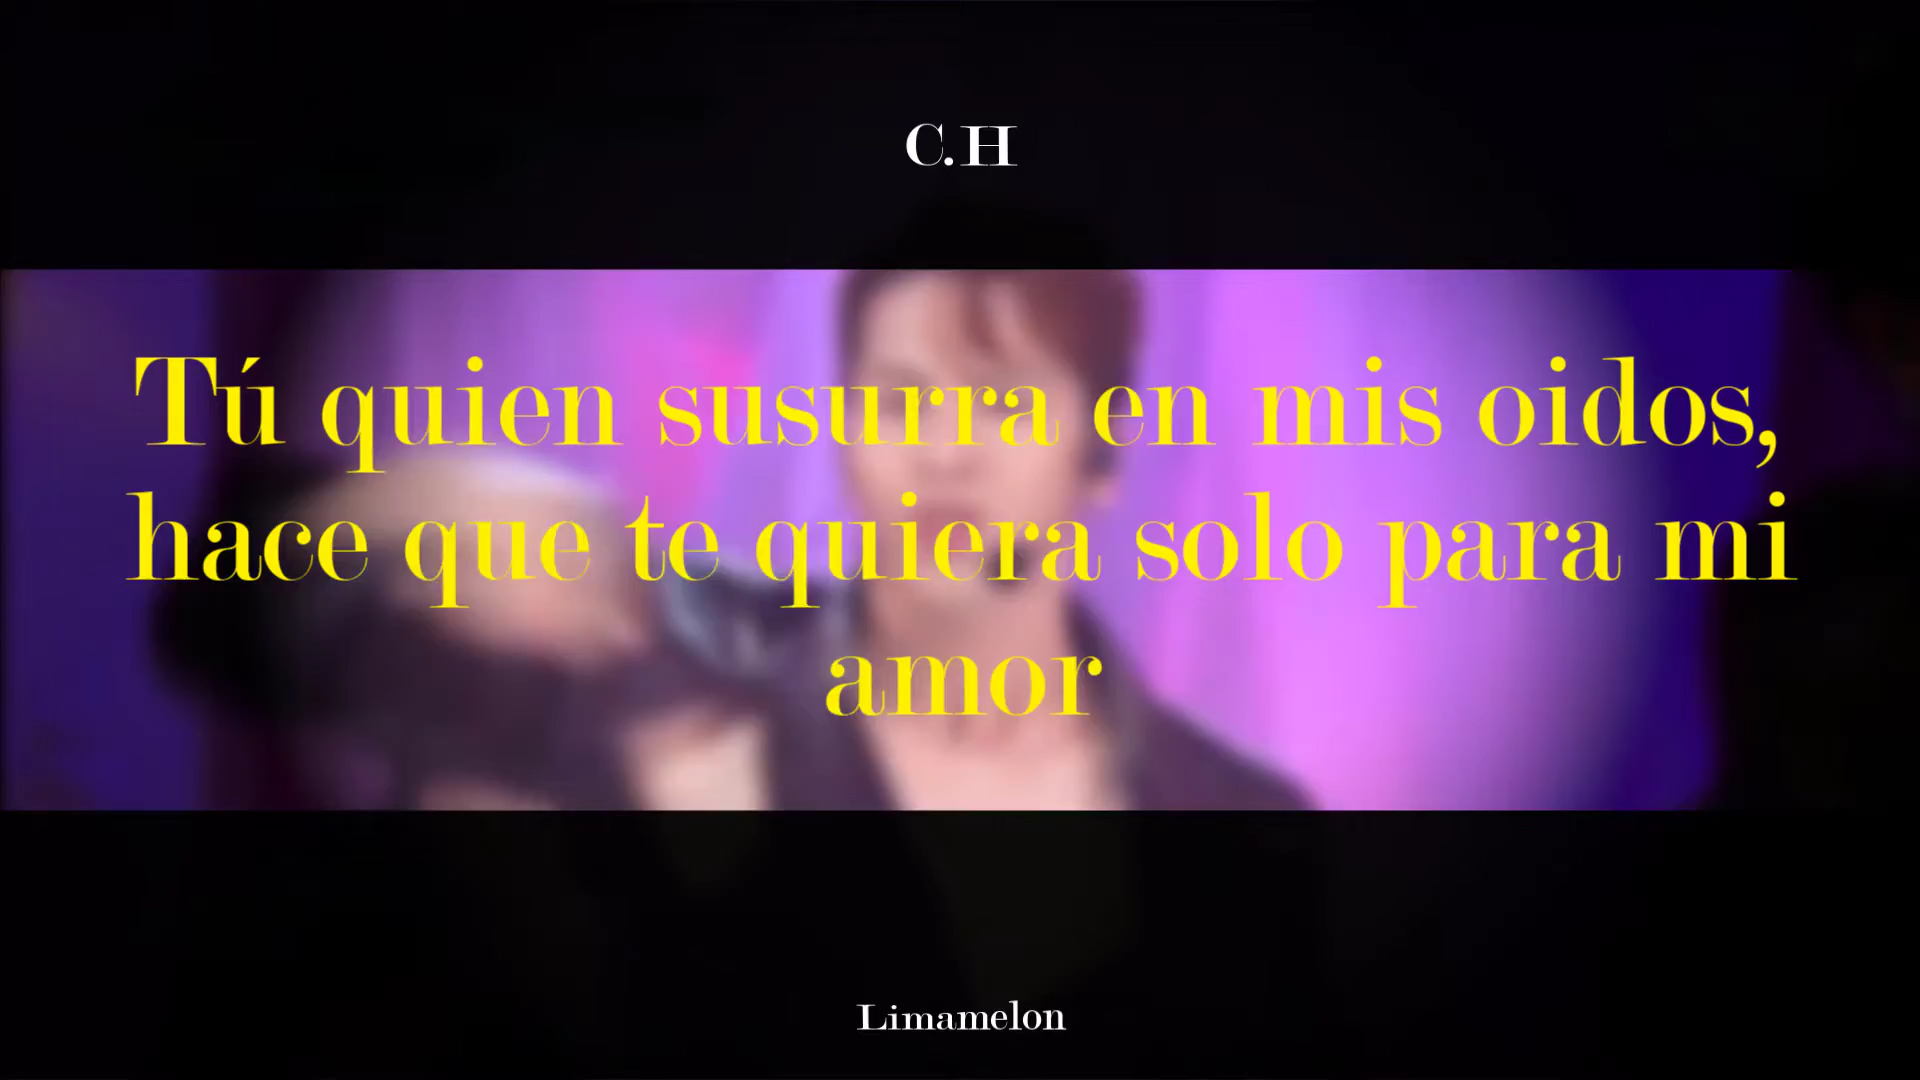 C.H
Tú quien susurra en mis oidos,
hace que te quiera solo para mi
amor
Limamelon